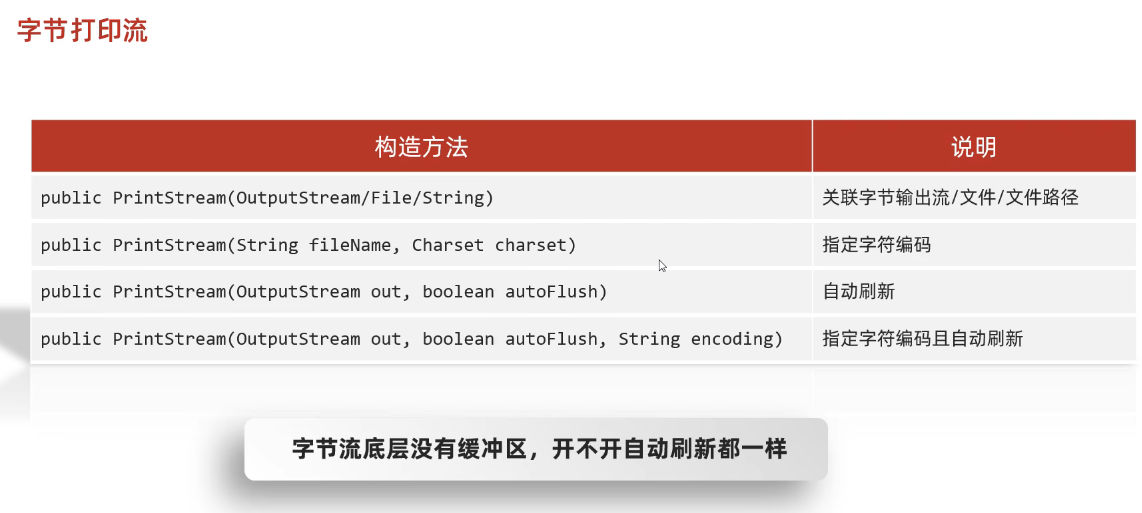 字节打印流
构造方法 说明
public PrintStream(OutputStream/File/String) 关联字节输出流/文件/文件路径
public PrintStream(String fileName, Charset charset) 指定字符编码
public PrintStream(OutputStream out, boolean autoFlush) 自动刷新
public PrintStream(OutputStream out, boolean autoFlush, String encoding) 指定字符编码且自动刷新
字节流底层没有缓冲区，开不开自动刷新都一样